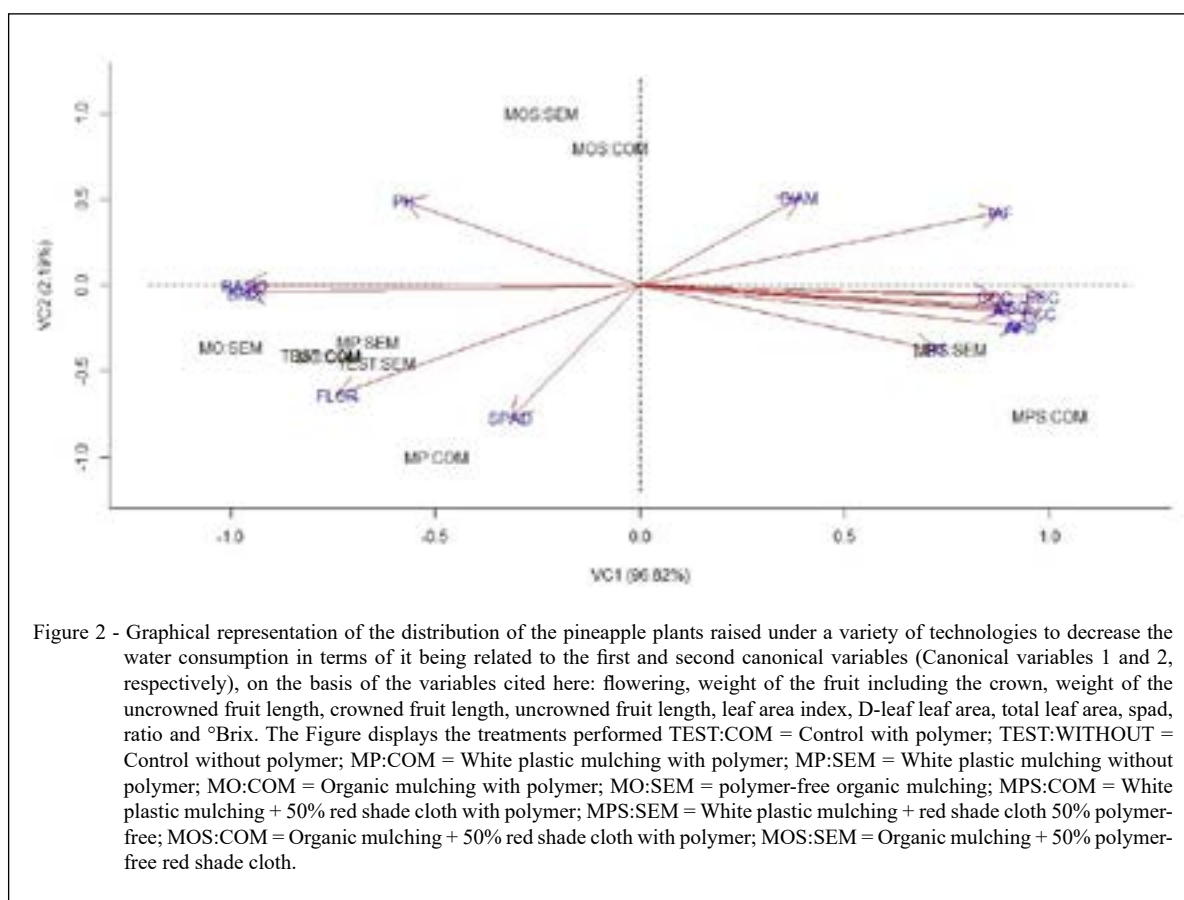 1.0
MOS:SEM
MOS:COM
0.5
PH
DIAM
IAF
0.0
VC2 (2.19%)
MO:SEM
MP:SEM
TEST:COM
TEST:SEM
MPS:SEM
-0.5
FLOR
SPAD
MPS:COM
-1.0
MP:COM
-1.0 -0.5 0.0 0.5 1.0
VC1 (96.82%)
Figure 2 - Graphical representation of the distribution of the pineapple plants raised under a variety of technologies to decrease the
water consumption in terms of it being related to the first and second canonical variables (Canonical variables 1 and 2,
respectively), on the basis of the variables cited here: flowering, weight of the fruit including the crown, weight of the
uncrowned fruit length, crowned fruit length, uncrowned fruit length, leaf area index, D-leaf leaf area, total leaf area, spad,
ratio and °Brix. The Figure displays the treatments performed TEST:COM = Control with polymer; TEST:WITHOUT =
Control without polymer; MP:COM = White plastic mulching with polymer; MP:SEM = White plastic mulching without
polymer; MO:COM = Organic mulching with polymer; MO:SEM = polymer-free organic mulching; MPS:COM = White
plastic mulching + 50% red shade cloth with polymer; MPS:SEM = White plastic mulching + red shade cloth 50% polymer-
free; MOS:COM = Organic mulching + 50% red shade cloth with polymer; MOS:SEM = Organic mulching + 50% polymer-
free red shade cloth.